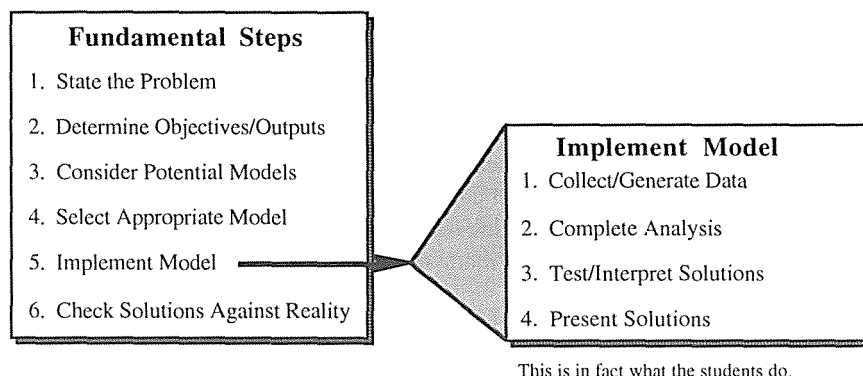 Fundamental Steps
1. State the Problem
2. Determine Objectives/Outputs
3. Consider Potential Models
4. Select Appropriate Model
5. Implement Model
6. Check Solutions Against Reality
Implement Model
1. Collect/Generate Data
2. Complete Analysis
3. Test/Interpret Solutions
4. Present Solutions
This is in fact what the students do.